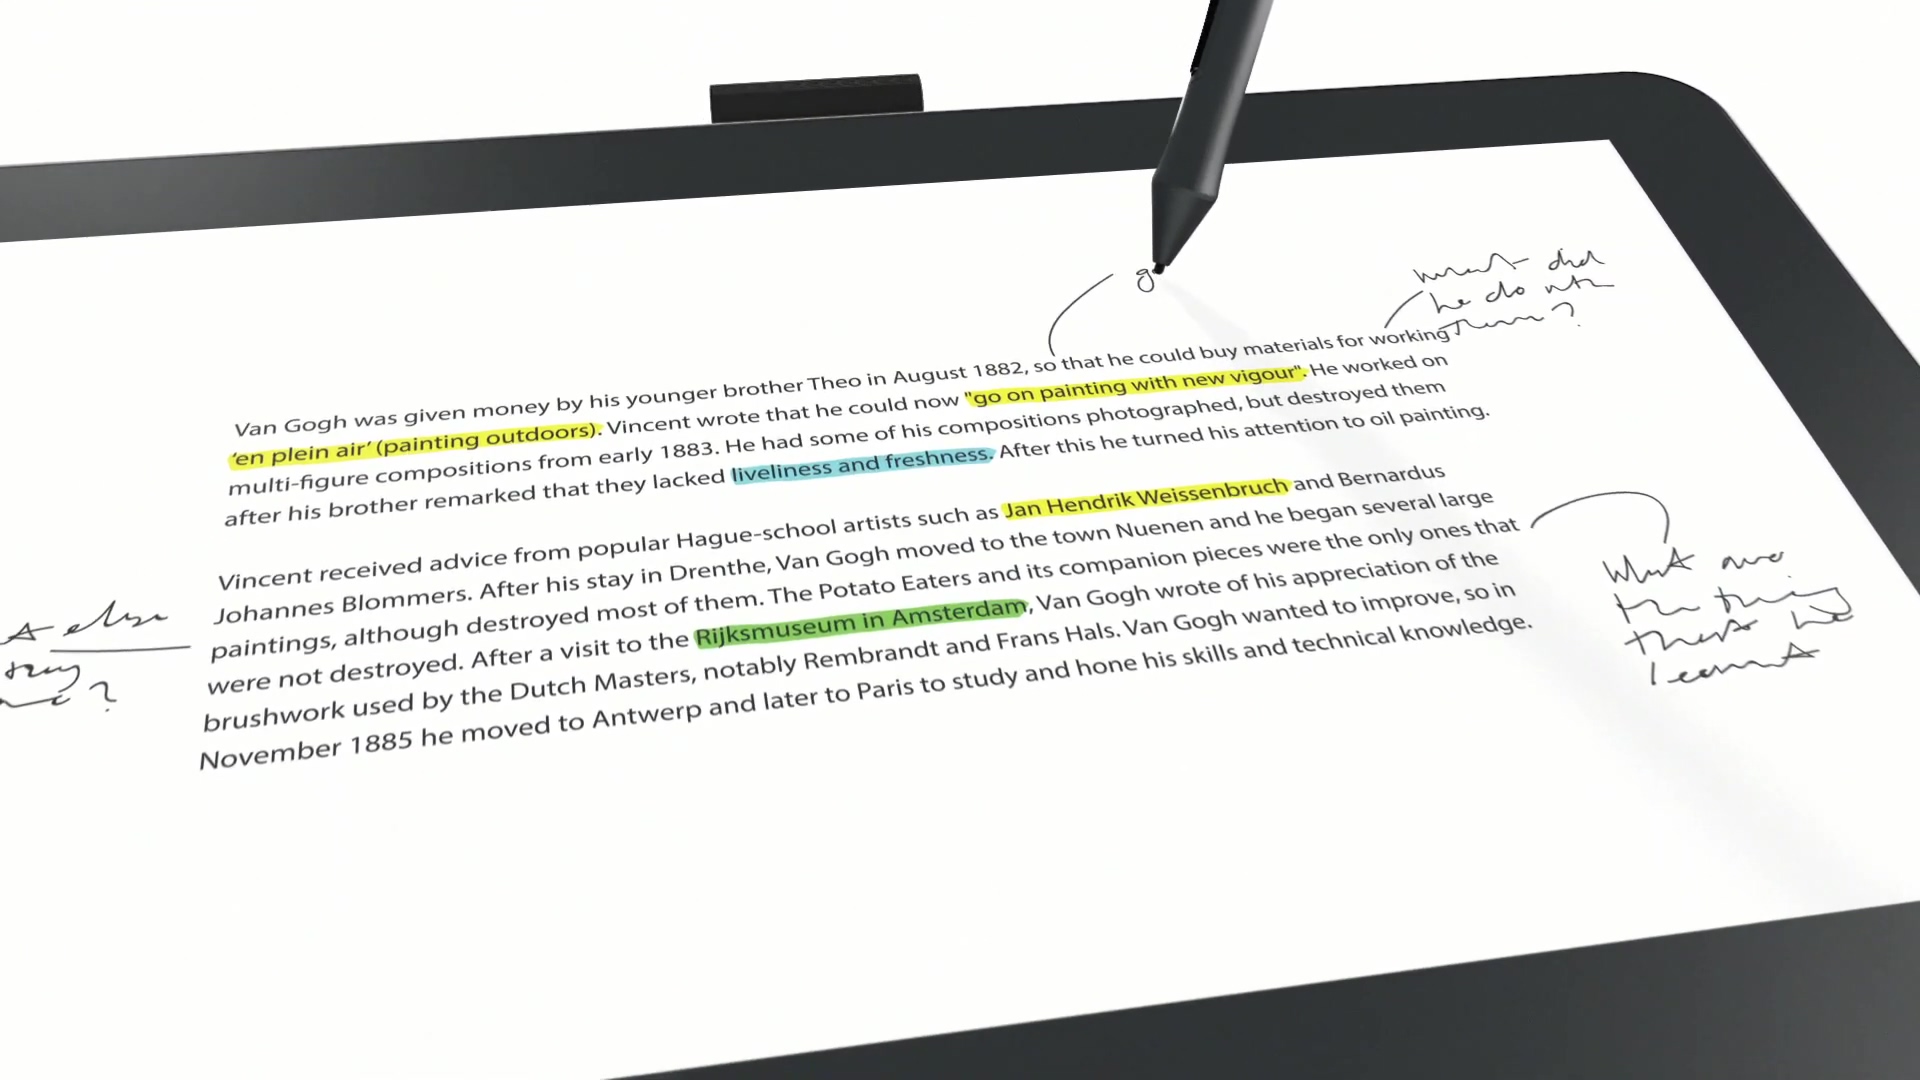 g
what did
he do with
them?
Van Gogh was given money by his younger brother Theo in August 1882, so that he could buy materials for working
'en plein air' (painting outdoors). Vincent wrote that he could now "go on painting with new vigour". He worked on
multi-figure compositions from early 1883. He had some of his compositions photographed, but destroyed them
after his brother remarked that they lacked liveliness and freshness. After this he turned his attention to oil painting.
Vincent received advice from popular Hague-school artists such as Jan Hendrik Weissenbruch and Bernardus
Johannes Blommers. After his stay in Drenthe, Van Gogh moved to the town Nuenen and he began several large
paintings, although destroyed most of them. The Potato Eaters and its companion pieces were the only ones that
were not destroyed. After a visit to the Rijksmuseum in Amsterdam, Van Gogh wrote of his appreciation of the
brushwork used by the Dutch Masters, notably Rembrandt and Frans Hals. Van Gogh wanted to improve, so in
November 1885 he moved to Antwerp and later to Paris to study and hone his skills and technical knowledge.
What are
the things
that he
learnt
else
?